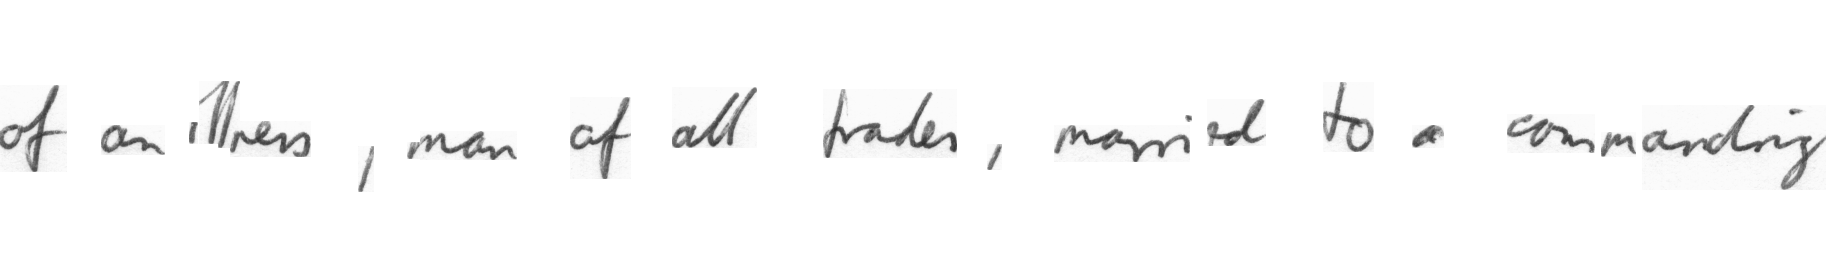 of an illness , man of all trades , married to a commanding